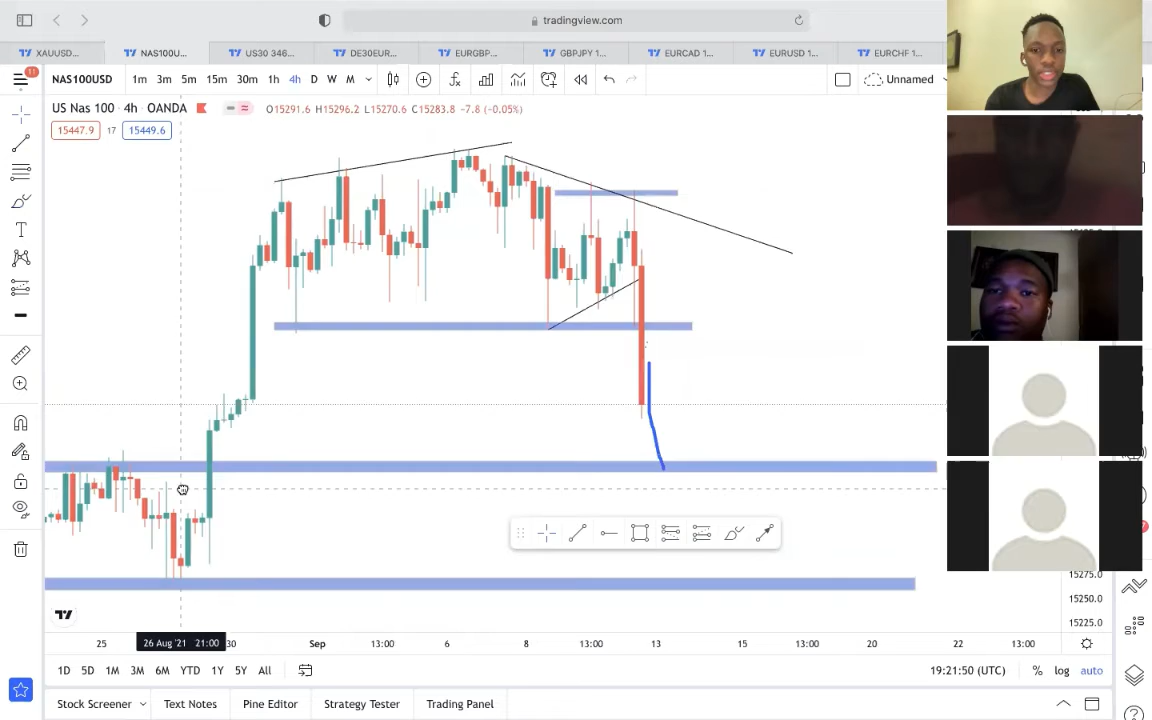 tradingview.com
XAUUSD...
NAS100U...
US30 346...
DE30EUR...
EURGBP...
GBPJPY 1...
EURCAD 1...
EURUSD 1...
EURCHF 1...
11
NAS100USD 1m 3m 5m 15m 30m 1h 4h D W M Unnamed
US Nas 100 · 4h · OANDA O15291.6 H15296.2 L15270.6 C15283.8 -7.8 (-0.05%)
15447.9 17 15449.6
15275.0
15250.0
15225.0
25 26 Aug '21 21:00 30 Sep 13:00 6 8 13:00 13 15 13:00 20 22 13:00
1D 5D 1M 3M 6M YTD 1Y 5Y All 19:21:50 (UTC) % log auto
Stock Screener Text Notes Pine Editor Strategy Tester Trading Panel